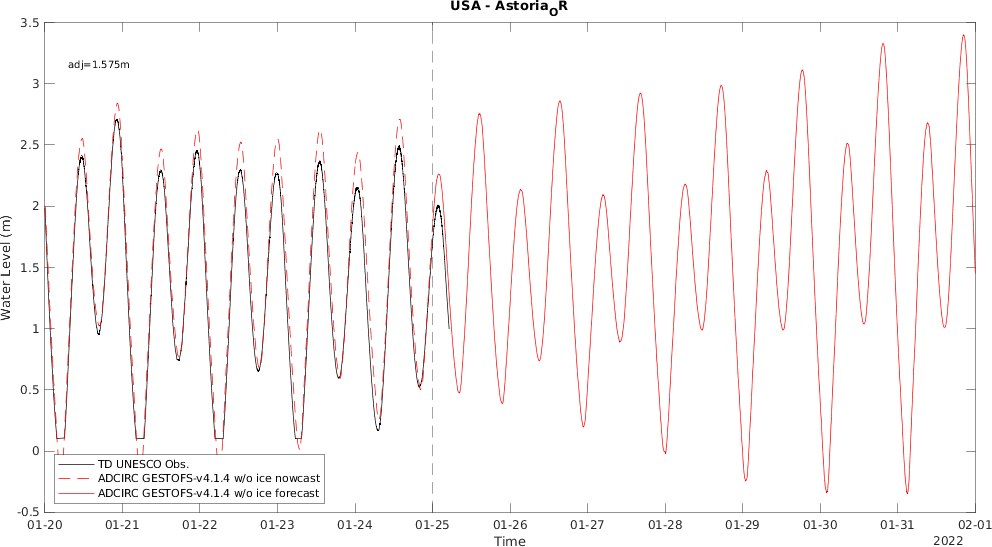 USA - Astoria_OR
adj=1.575m
3.5
3
2.5
2
1.5
1
0.5
0
-0.5
Water Level (m)
TD UNESCO Obs.
ADCIRC GESTOFS-v4.1.4 w/o ice nowcast
ADCIRC GESTOFS-v4.1.4 w/o ice forecast
01-20 01-21 01-22 01-23 01-24 01-25 01-26 01-27 01-28 01-29 01-30 01-31 02-01
Time
2022